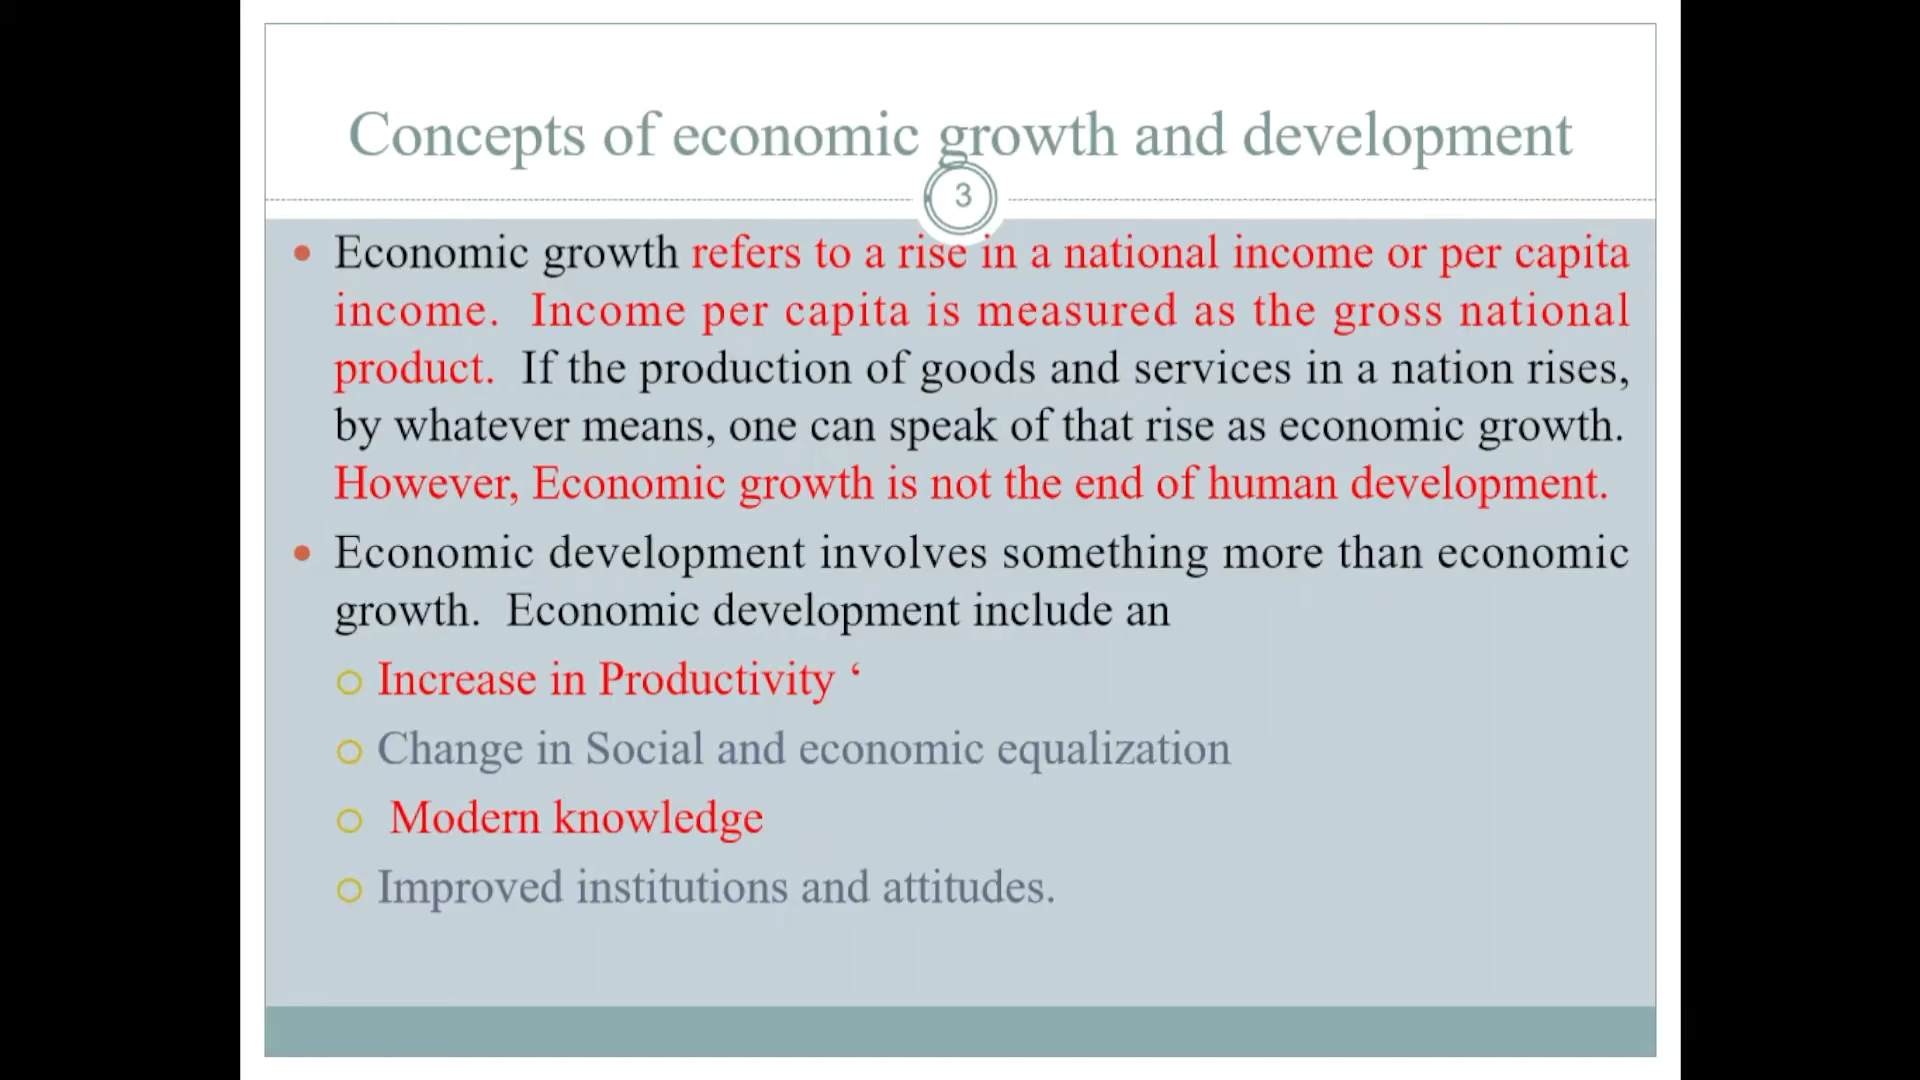 Concepts of economic growth and development
3
• Economic growth refers to a rise in a national income or per capita
income. Income per capita is measured as the gross national
product. If the production of goods and services in a nation rises,
by whatever means, one can speak of that rise as economic growth.
However, Economic growth is not the end of human development.
• Economic development involves something more than economic
growth. Economic development include an
○ Increase in Productivity ‘
○ Change in Social and economic equalization
○ Modern knowledge
○ Improved institutions and attitudes.